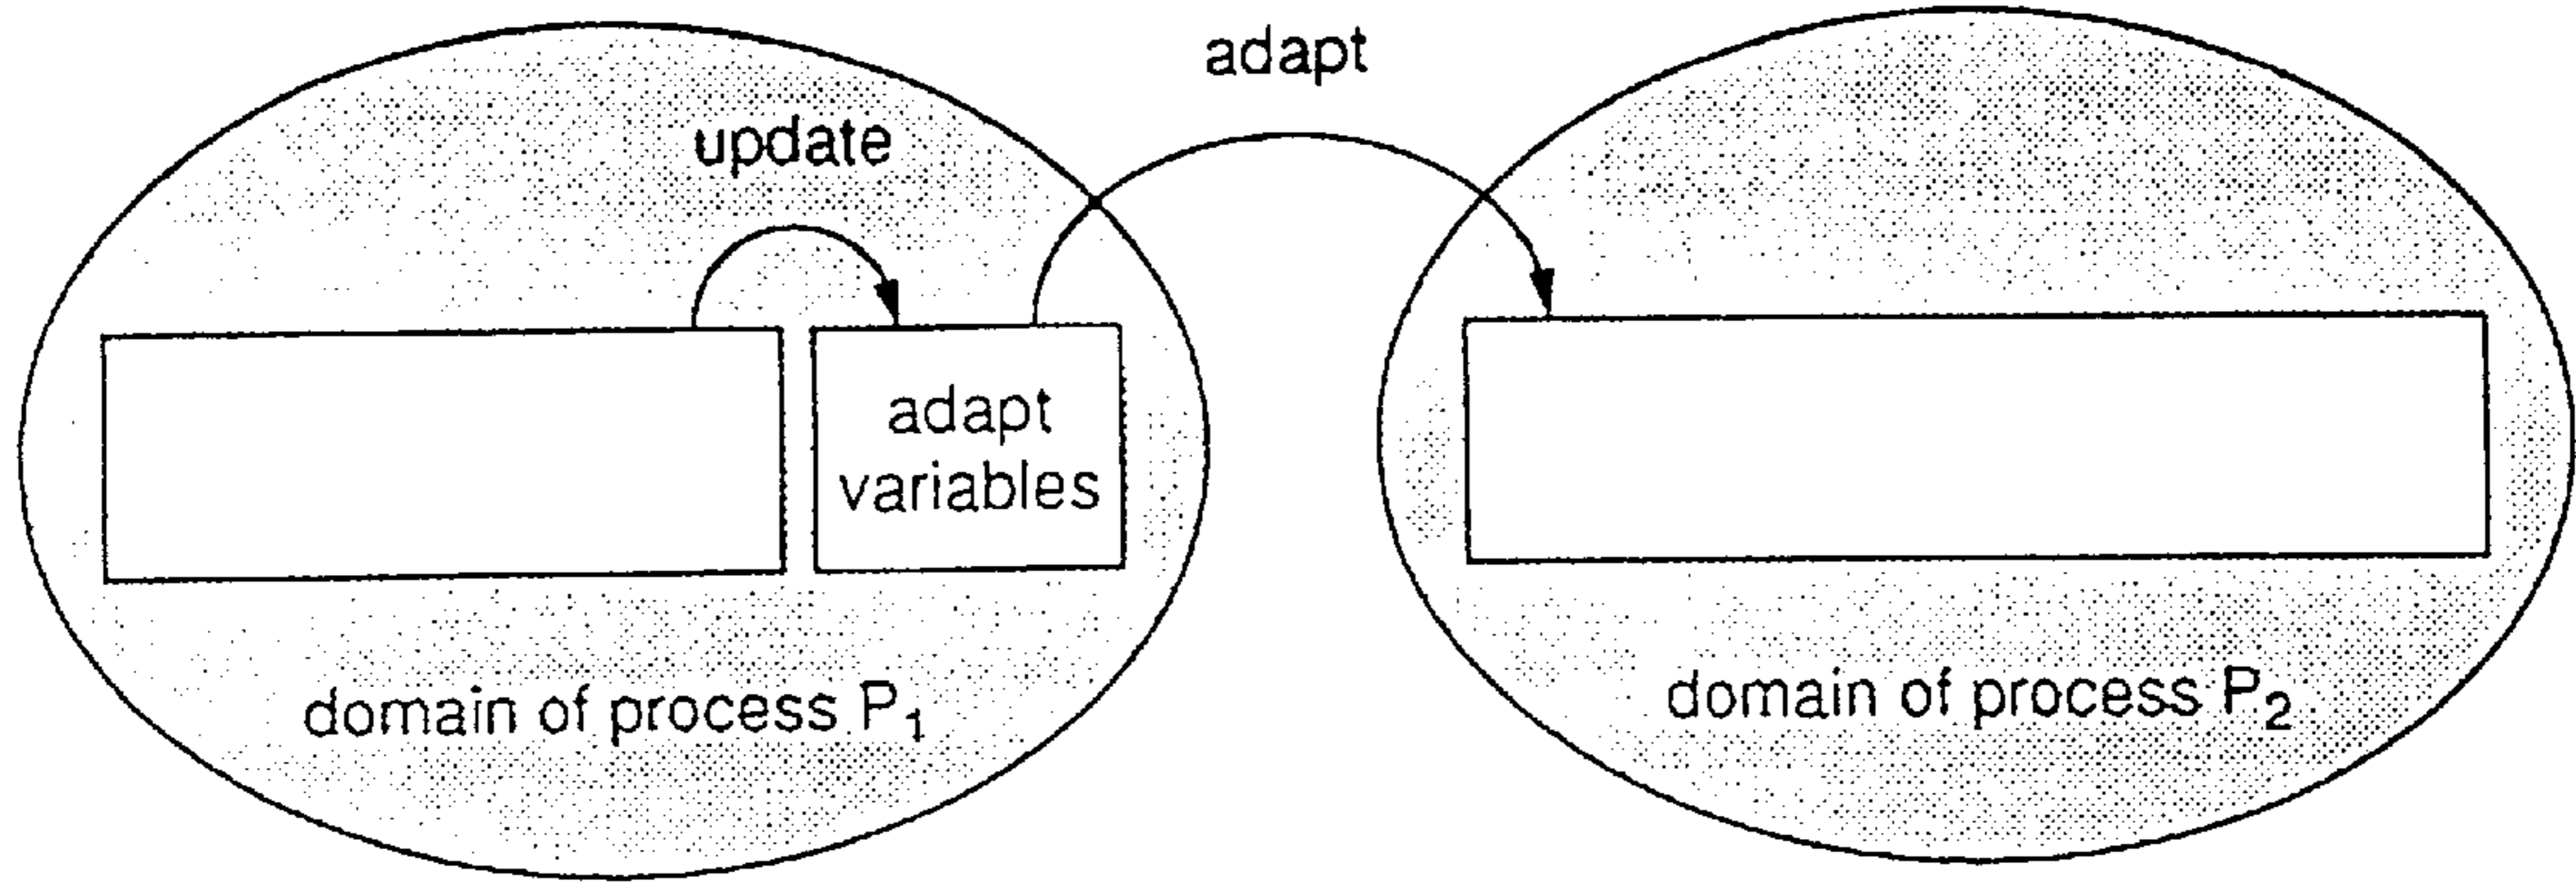 adapt
update
adapt
variables
domain of process P₁
domain of process P₂